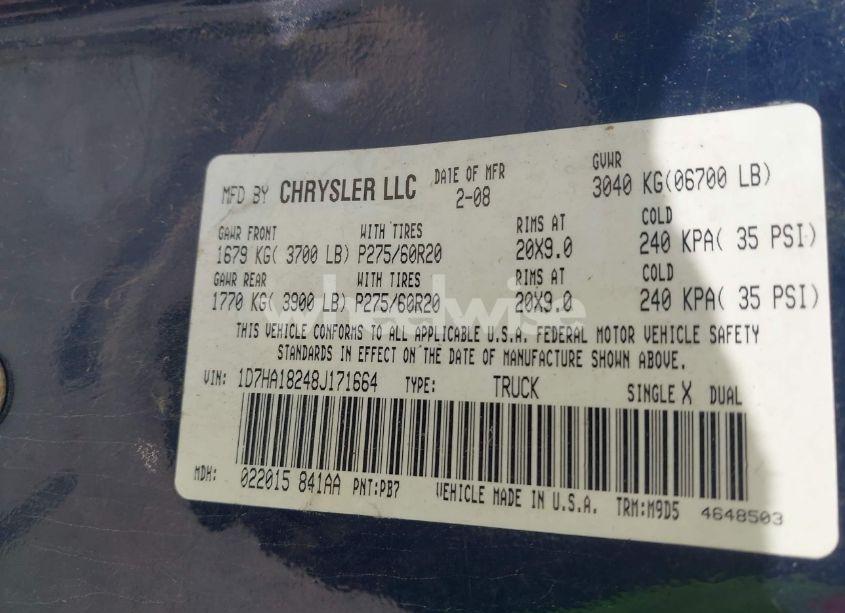 MFD BY CHRYSLER LLC DATE OF MFR 2-08 GVWR 3040 KG(06700 LB)
GAWR FRONT WITH TIRES RIMS AT COLD
1679 KG( 3700 LB) P275/60R20 20X9.0 240 KPA( 35 PSI)
GAWR REAR WITH TIRES RIMS AT COLD
1770 KG( 3900 LB) P275/60R20 20X9.0 240 KPA( 35 PSI)
wheelwise
THIS VEHICLE CONFORMS TO ALL APPLICABLE U.S.A. FEDERAL MOTOR VEHICLE SAFETY
STANDARDS IN EFFECT ON THE DATE OF MANUFACTURE SHOWN ABOVE.
VIN: 1D7HA18248J171664 TYPE: TRUCK SINGLE X DUAL
MDH: 022015 841AA PNT:PB7 VEHICLE MADE IN U.S.A. TRM:M9D5 4648503